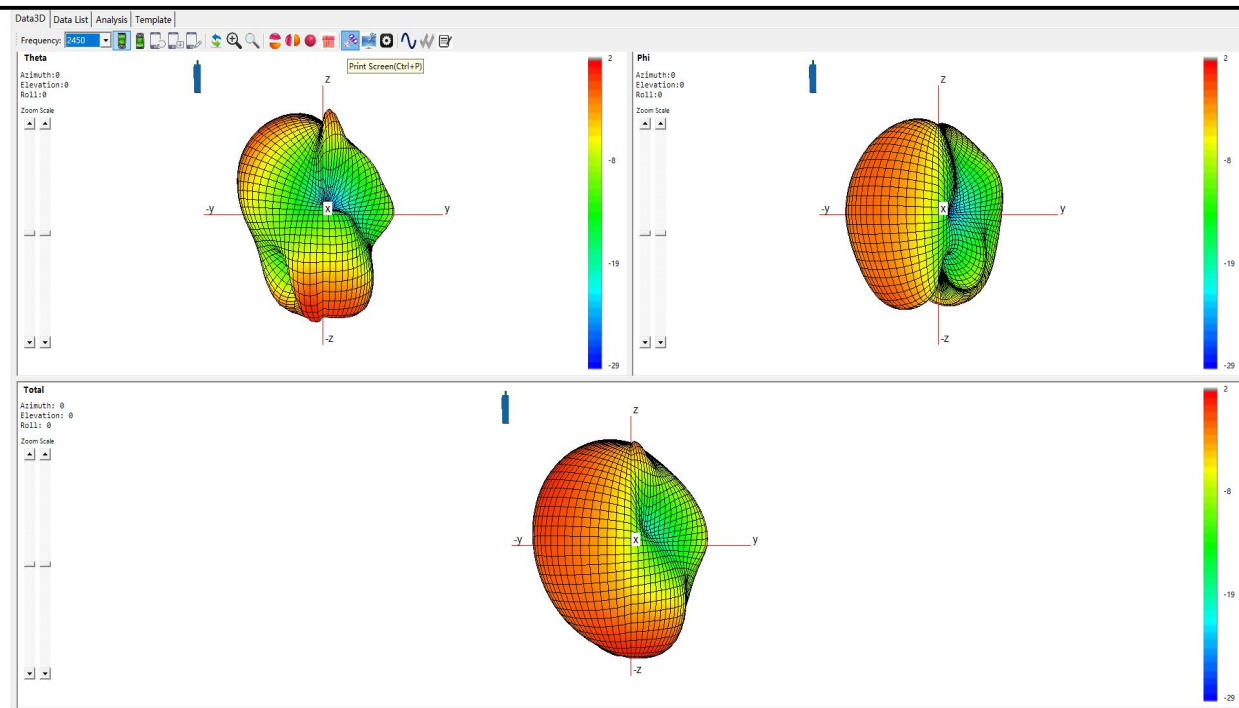 Data3D Data List Analysis Template
Frequency: 2450
Print Screen(Ctrl+P)
Theta
Azimuth:0
Elevation:0
Roll:0
Zoom Scale
z
-y
x
y
-z
2
-8
-19
-29
Phi
Azimuth:0
Elevation:0
Roll:0
Zoom Scale
z
-y
x
y
-z
2
-8
-19
-29
Total
Azimuth: 0
Elevation: 0
Roll: 0
Zoom Scale
z
-y
x
y
-z
2
-8
-19
-29